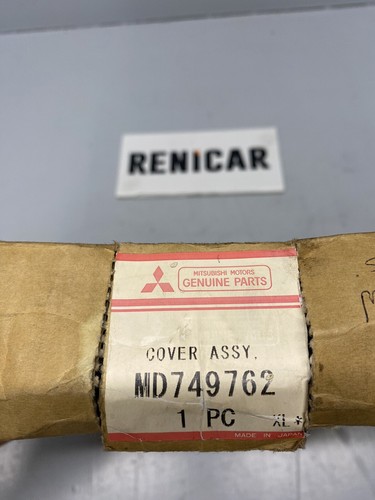 RENICAR
MITSUBISHI MOTORS
GENUINE PARTS
COVER ASSY.
MD749762
1 PC XL*
MADE IN JAPAN